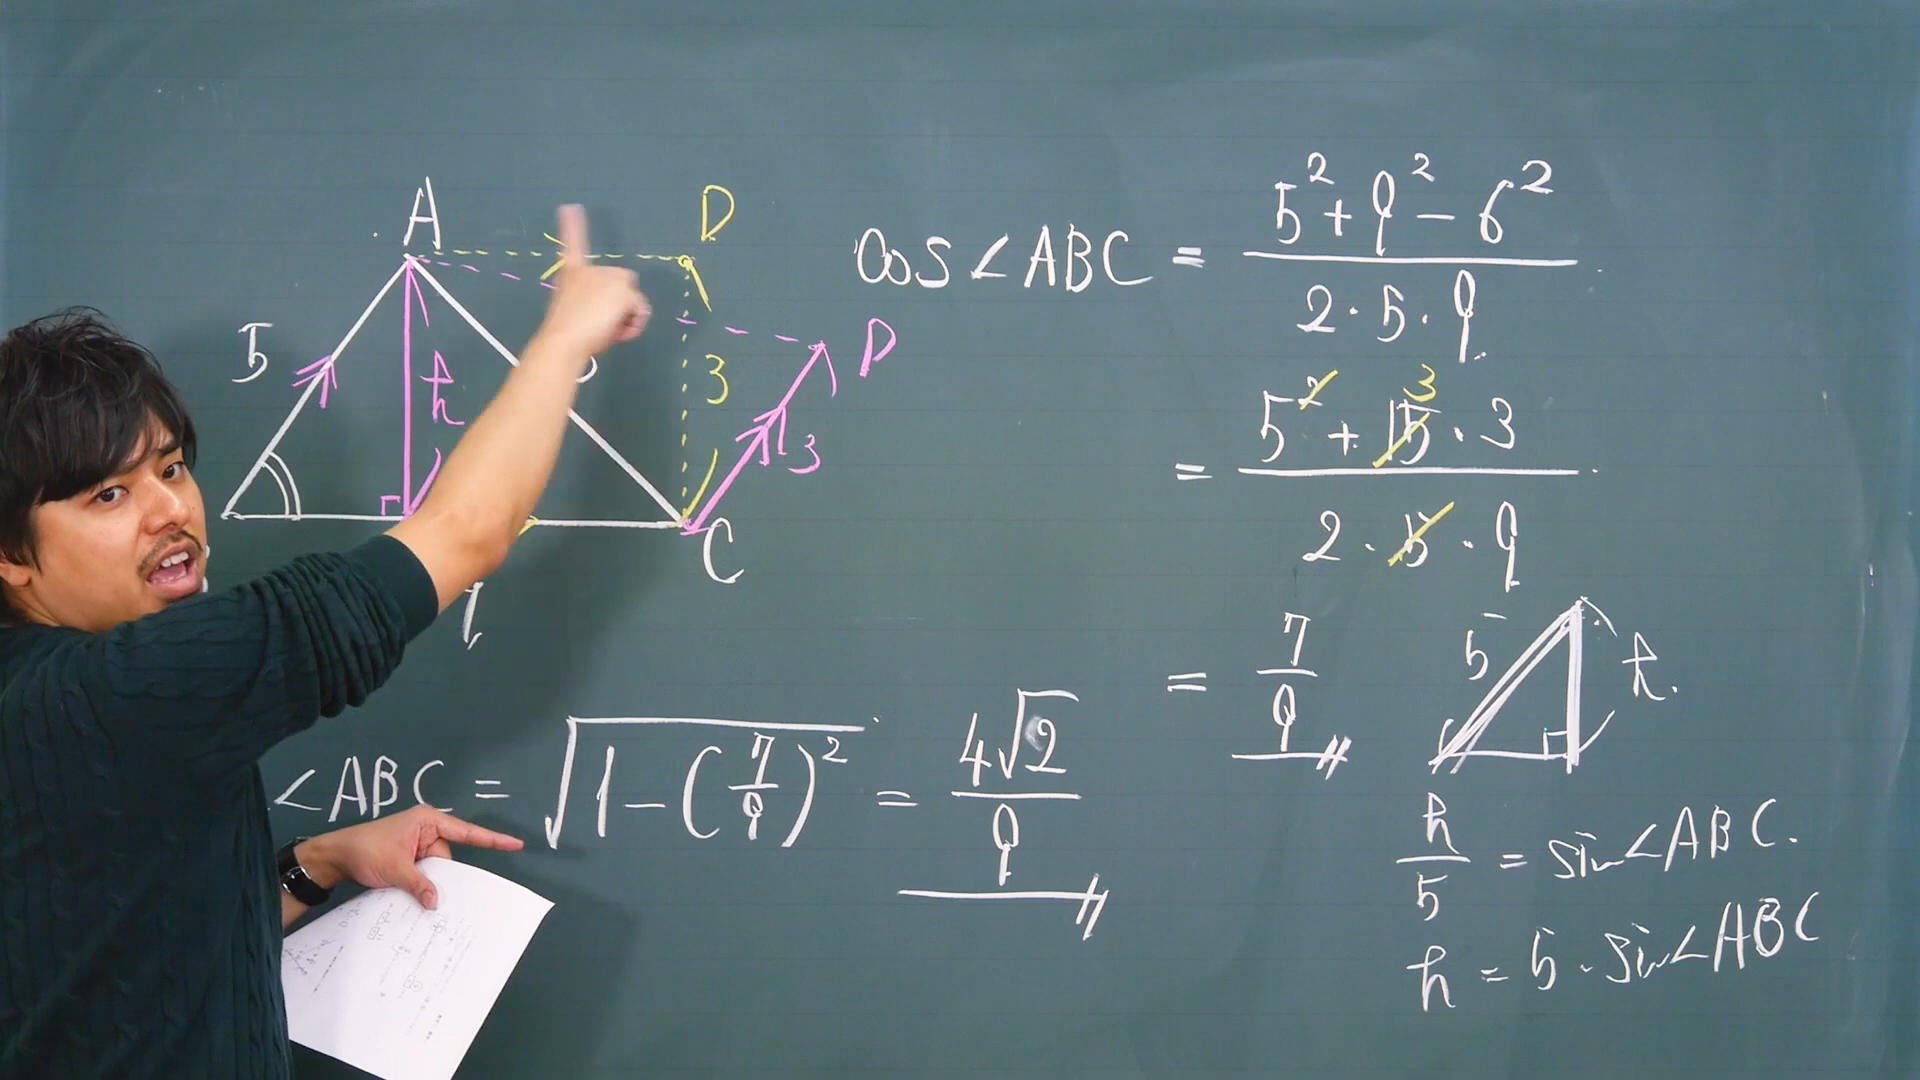 A
D
5
h
3
D
3
C
cos∠ABC = (5² + 9² - 6²) / (2・5・9)
= (5² + 15・3) / (2・5・9)
3
= 7/9
5
h
∠ABC = √(1 - (7/9)²) = 4√2 / 9
h/5 = sin∠ABC.
h = 5・sin∠ABC